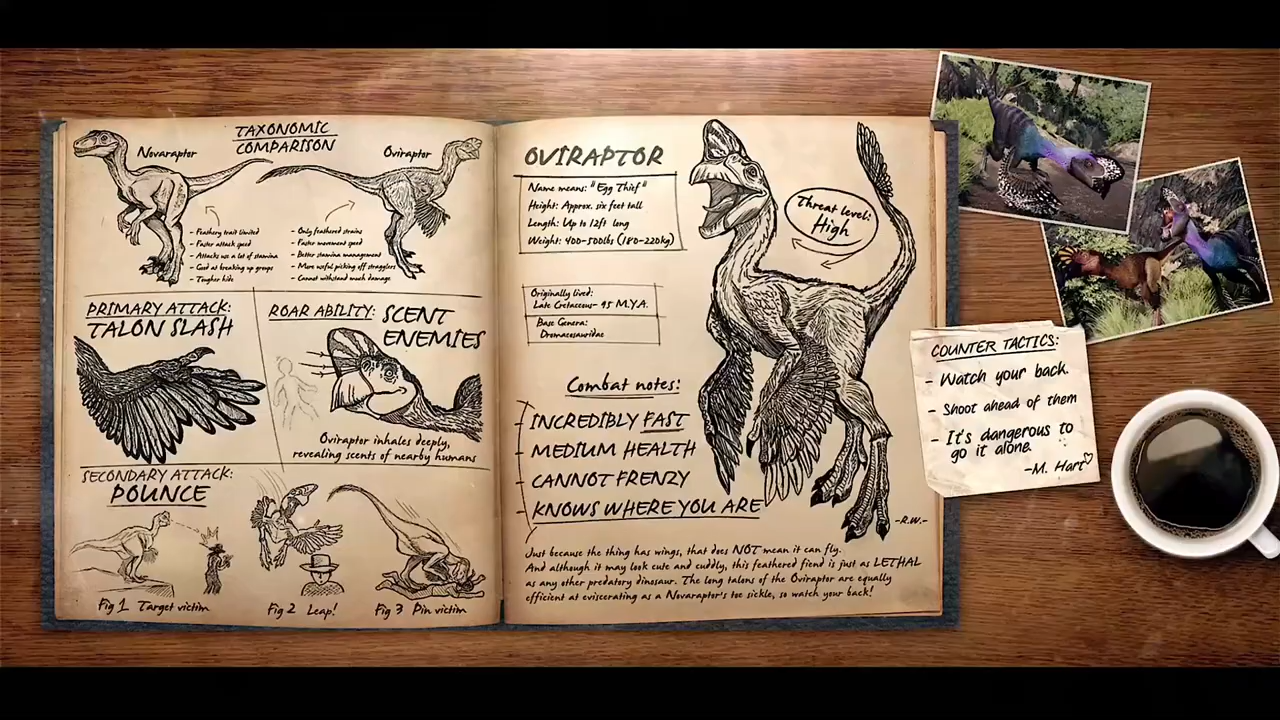 TAXONOMIC
COMPARISON
Novaraptor
Oviraptor
- Feathery trait limited
- Faster attack speed
- Attacks use a lot of stamina
- Good at breaking up groups
- Tougher hide
- Only feathered strains
- Faster movement speed
- Better stamina management
- More useful picking off stragglers
- Cannot withstand much damage
PRIMARY ATTACK:
TALON SLASH
ROAR ABILITY: SCENT
ENEMIES
Oviraptor inhales deeply,
revealing scents of nearby humans
SECONDARY ATTACK:
POUNCE
Fig 1 Target victim
Fig 2 Leap!
Fig 3 Pin victim
OVIRAPTOR
Name means: "Egg Thief"
Height: Approx. six feet tall
Length: Up to 12ft long
Weight: 400-500lbs (180-220kg)
Threat level:
High
Originally lived:
Late Cretaceous- 95 M.Y.A.
Base Genera:
Dromaeosauridae
Combat notes:
- INCREDIBLY FAST
- MEDIUM HEALTH
- CANNOT FRENZY
- KNOWS WHERE YOU ARE
-R.W.-
Just because the thing has wings, that does NOT mean it can fly.
And although it may look cute and cuddly, this feathered fiend is just as LETHAL
as any other predatory dinosaur. The long talons of the Oviraptor are equally
efficient at eviscerating as a Novaraptor's toe sickle, so watch your back!
COUNTER TACTICS:
- Watch your back.
- Shoot ahead of them
- It's dangerous to
go it alone.
-M. Hart